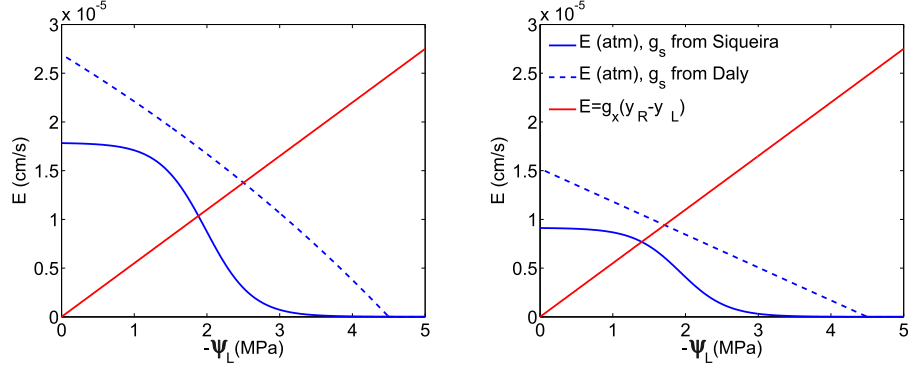 x 10⁻⁵
3
2.5
2
1.5
1
0.5
0
E (cm/s)
0 1 2 3 4 5
-Ψ_L(MPa)
x 10⁻⁵
3
2.5
2
1.5
1
0.5
0
E (cm/s)
E (atm), g_s from Siqueira
E (atm), g_s from Daly
E=g_x(y_R-y_L)
0 1 2 3 4 5
-Ψ_L(MPa)